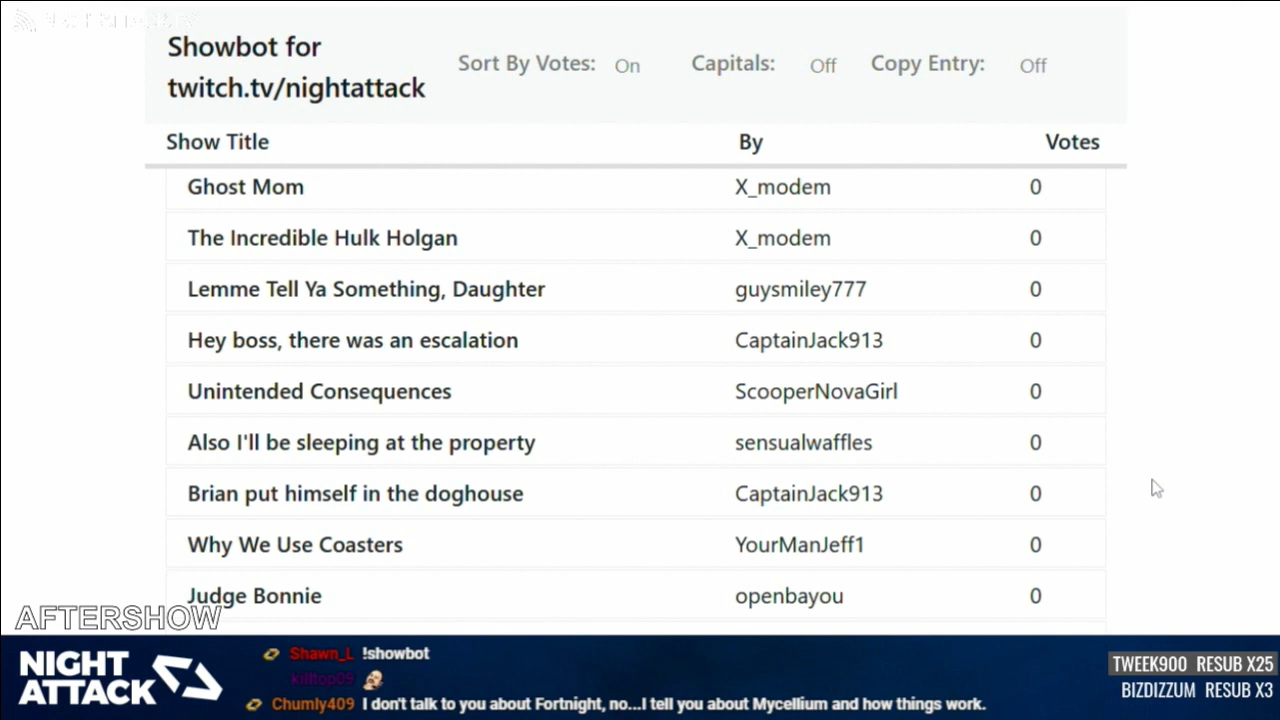 Showbot for
twitch.tv/nightattack
Sort By Votes: On
Capitals: Off
Copy Entry: Off
Show Title By Votes
Ghost Mom X_modem 0
The Incredible Hulk Holgan X_modem 0
Lemme Tell Ya Something, Daughter guysmiley777 0
Hey boss, there was an escalation CaptainJack913 0
Unintended Consequences ScooperNovaGirl 0
Also I'll be sleeping at the property sensualwaffles 0
Brian put himself in the doghouse CaptainJack913 0
Why We Use Coasters YourManJeff1 0
Judge Bonnie openbayou 0
AFTERSHOW
NIGHT
ATTACK
Shawn_L !showbot
killtop09
Chumly409 I don't talk to you about Fortnight, no...I tell you about Mycellium and how things work.
TWEEK900 RESUB X25
BIZDIZZUM RESUB X3